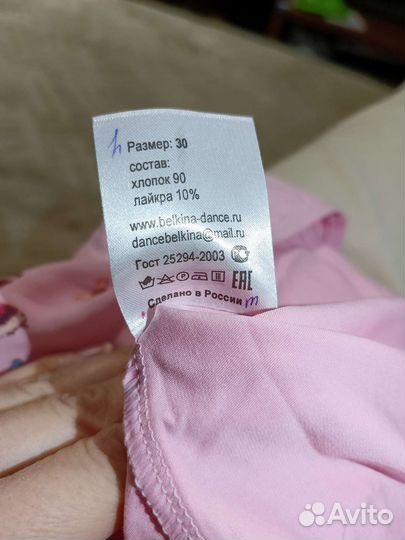 Размер: 30
состав:
хлопок 90
лайкра 10%
www.belkina-dance.ru
dancebelkina@mail.ru
Гост 25294-2003
EAC
Сделано в России
Avito